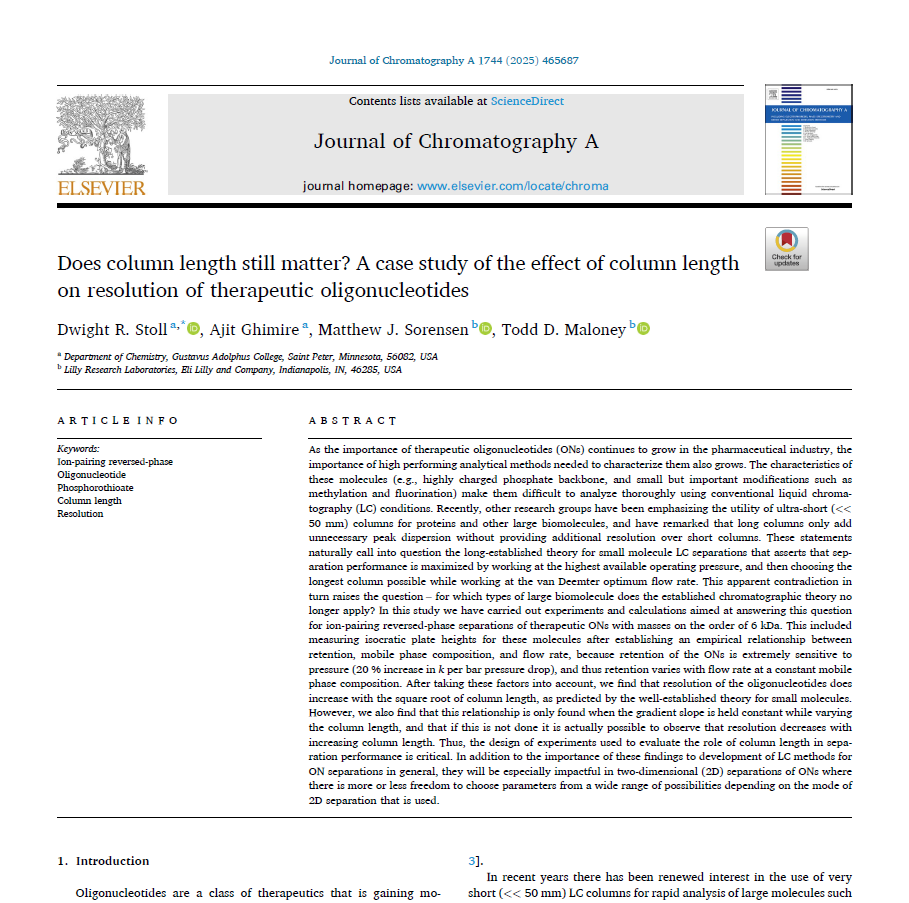 Journal of Chromatography A 1744 (2025) 465687
Contents lists available at ScienceDirect
Journal of Chromatography A
journal homepage: www.elsevier.com/locate/chroma
ELSEVIER
JOURNAL OF CHROMATOGRAPHY A
Check for
updates
Does column length still matter? A case study of the effect of column length
on resolution of therapeutic oligonucleotides
Dwight R. Stoll a,* iD, Ajit Ghimire a, Matthew J. Sorensen b iD, Todd D. Maloney b iD
a Department of Chemistry, Gustavus Adolphus College, Saint Peter, Minnesota, 56082, USA
b Lilly Research Laboratories, Eli Lilly and Company, Indianapolis, IN, 46285, USA
ARTICLE INFO
Keywords:
Ion-pairing reversed-phase
Oligonucleotide
Phosphorothioate
Column length
Resolution
ABSTRACT
As the importance of therapeutic oligonucleotides (ONs) continues to grow in the pharmaceutical industry, the
importance of high performing analytical methods needed to characterize them also grows. The characteristics of
these molecules (e.g., highly charged phosphate backbone, and small but important modifications such as
methylation and fluorination) make them difficult to analyze thoroughly using conventional liquid chroma-
tography (LC) conditions. Recently, other research groups have been emphasizing the utility of ultra-short (<<
50 mm) columns for proteins and other large biomolecules, and have remarked that long columns only add
unnecessary peak dispersion without providing additional resolution over short columns. These statements
naturally call into question the long-established theory for small molecule LC separations that asserts that sep-
aration performance is maximized by working at the highest available operating pressure, and then choosing the
longest column possible while working at the van Deemter optimum flow rate. This apparent contradiction in
turn raises the question – for which types of large biomolecule does the established chromatographic theory no
longer apply? In this study we have carried out experiments and calculations aimed at answering this question
for ion-pairing reversed-phase separations of therapeutic ONs with masses on the order of 6 kDa. This included
measuring isocratic plate heights for these molecules after establishing an empirical relationship between
retention, mobile phase composition, and flow rate, because retention of the ONs is extremely sensitive to
pressure (20 % increase in k per bar pressure drop), and thus retention varies with flow rate at a constant mobile
phase composition. After taking these factors into account, we find that resolution of the oligonucleotides does
increase with the square root of column length, as predicted by the well-established theory for small molecules.
However, we also find that this relationship is only found when the gradient slope is held constant while varying
the column length, and that if this is not done it is actually possible to observe that resolution decreases with
increasing column length. Thus, the design of experiments used to evaluate the role of column length in sepa-
ration performance is critical. In addition to the importance of these findings to development of LC methods for
ON separations in general, they will be especially impactful in two-dimensional (2D) separations of ONs where
there is more or less freedom to choose parameters from a wide range of possibilities depending on the mode of
2D separation that is used.
1. Introduction
Oligonucleotides are a class of therapeutics that is gaining mo-
3].
In recent years there has been renewed interest in the use of very
short (<< 50 mm) LC columns for rapid analysis of large molecules such